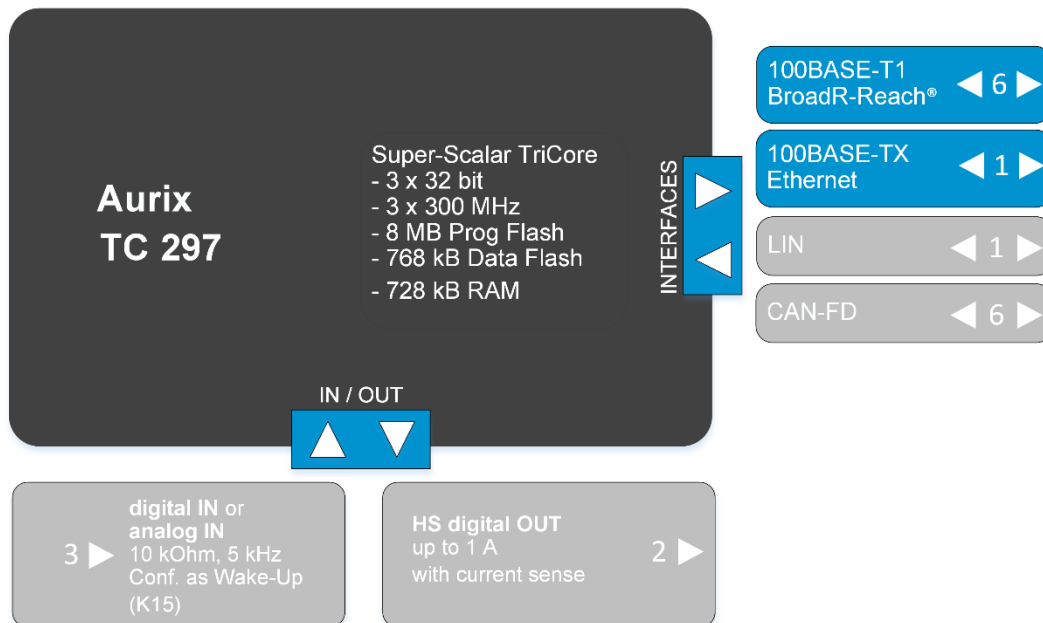 Aurix
TC 297
Super-Scalar TriCore
- 3 x 32 bit
- 3 x 300 MHz
- 8 MB Prog Flash
- 768 kB Data Flash
- 728 kB RAM
INTERFACES
IN / OUT
100BASE-T1
BroadR-Reach® 6
100BASE-TX
Ethernet 1
LIN 1
CAN-FD 6
3
digital IN or
analog IN
10 kOhm, 5 kHz
Conf. as Wake-Up
(K15)
HS digital OUT
up to 1 A
with current sense
2